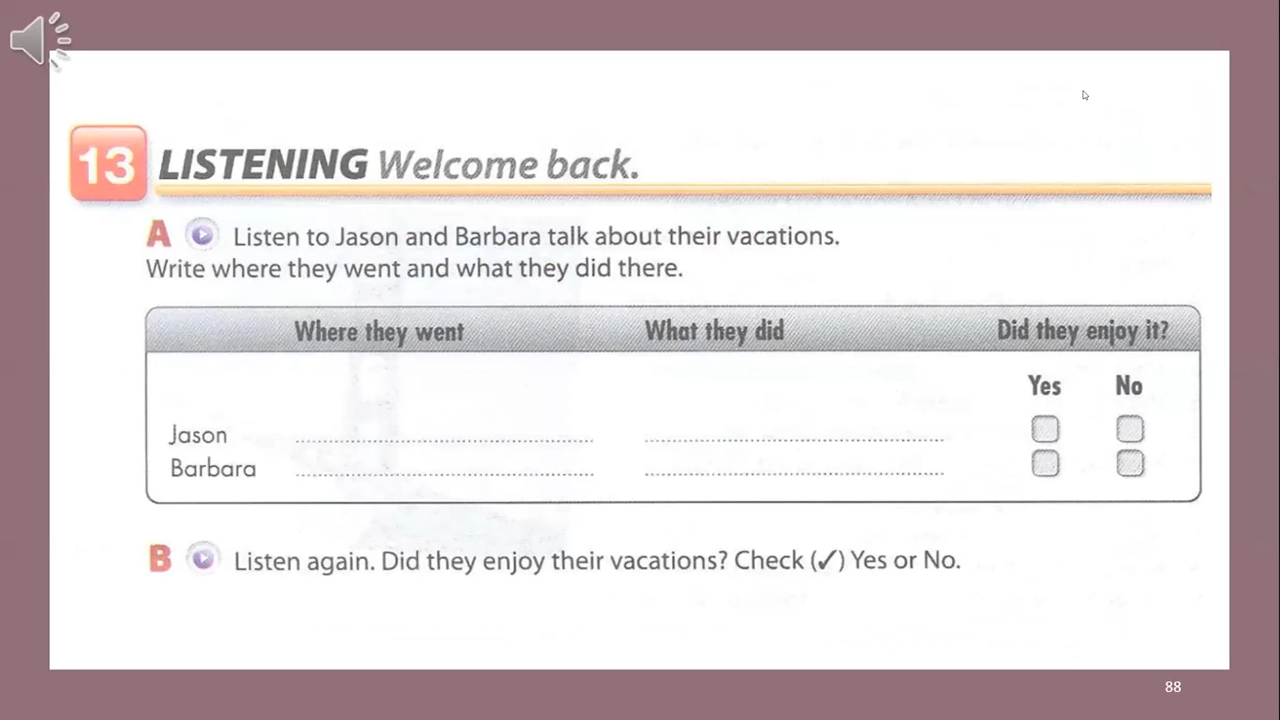 13 LISTENING Welcome back.
A Listen to Jason and Barbara talk about their vacations.
Write where they went and what they did there.
Where they went What they did Did they enjoy it?
Yes No
Jason
Barbara
B Listen again. Did they enjoy their vacations? Check (✓) Yes or No.
88